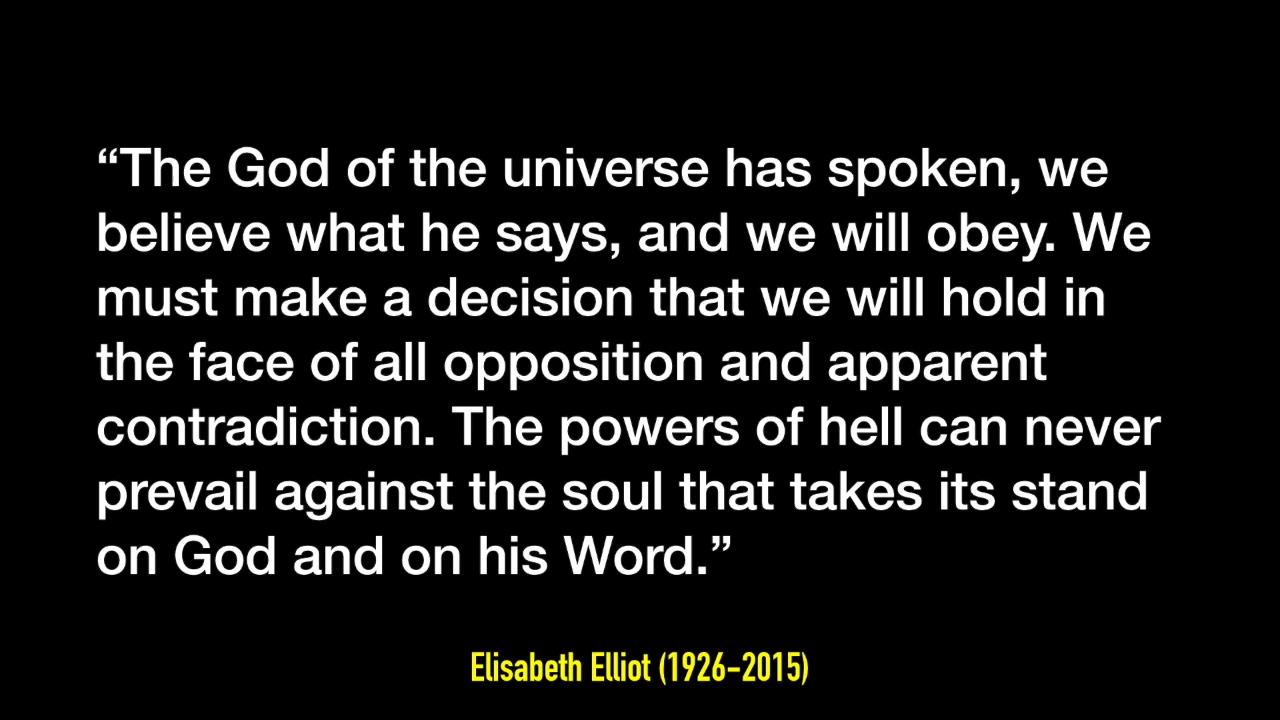 “The God of the universe has spoken, we
believe what he says, and we will obey. We
must make a decision that we will hold in
the face of all opposition and apparent
contradiction. The powers of hell can never
prevail against the soul that takes its stand
on God and on his Word.”
Elisabeth Elliot (1926–2015)